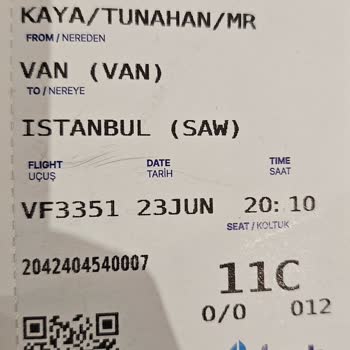 KAYA/TUNAHAN/MR
FROM / NEREDEN
VAN (VAN)
TO / NEREYE
ISTANBUL (SAW)
FLIGHT DATE TIME
UÇUŞ TARİH SAAT
VF3351 23JUN 20:10
SEAT / KOLTUK
2042404540007
11C
0/0 012